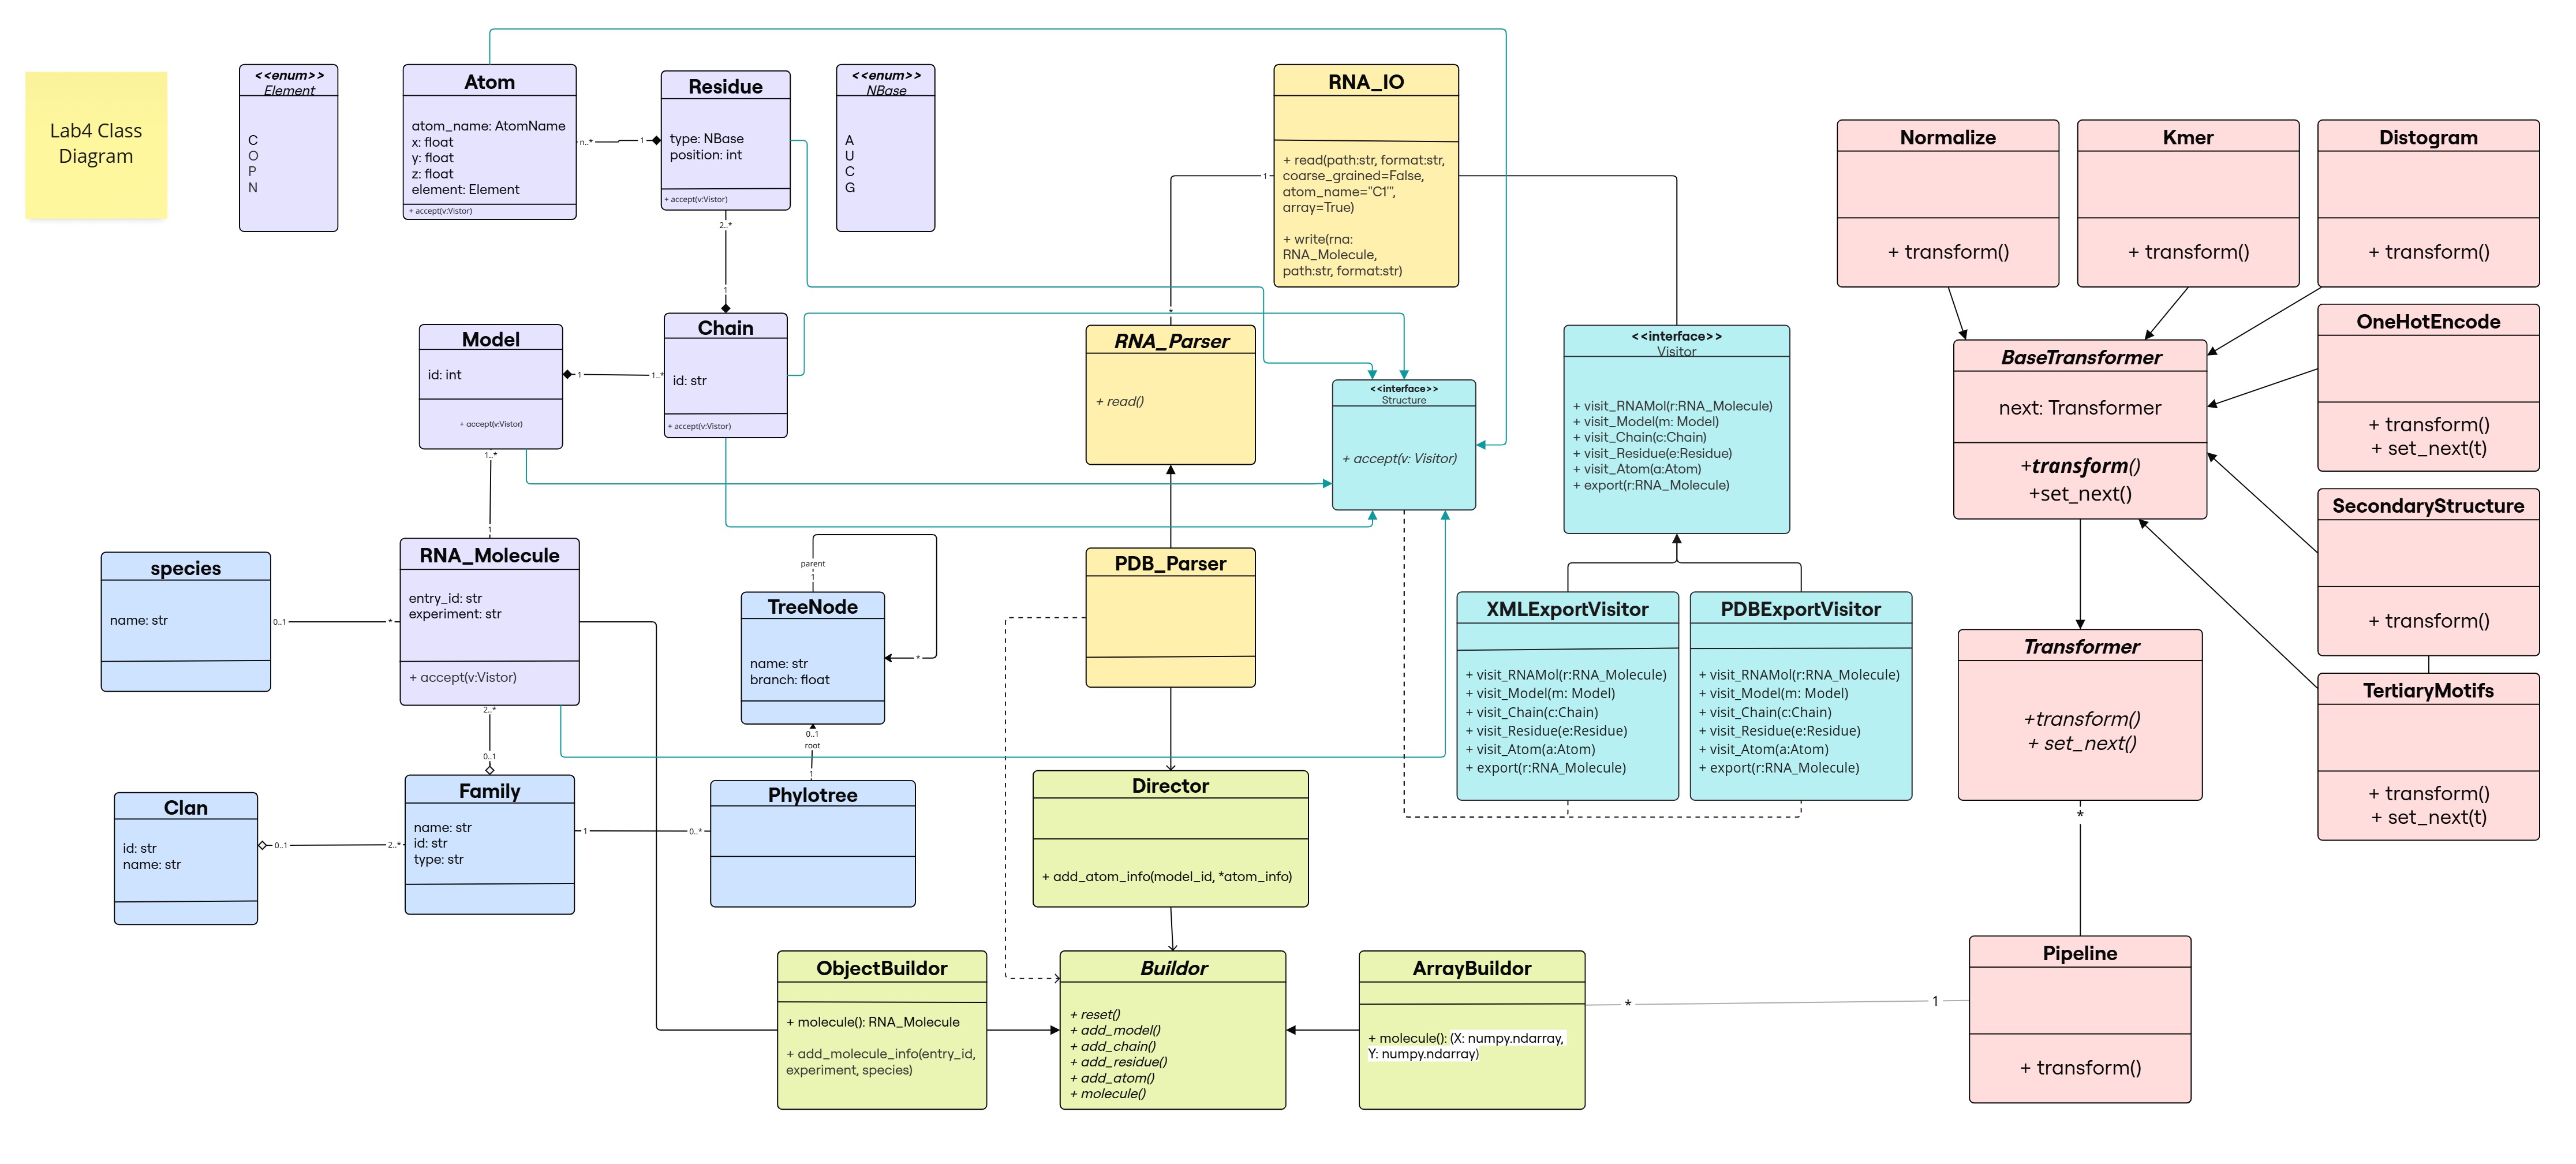 Lab4 Class
Diagram
<<enum>>
Element
C
O
P
N
Atom
atom_name: AtomName
x: float
y: float
z: float
element: Element
+ accept(v:Vistor)
n..*
1
Residue
type: NBase
position: int
+ accept(v:Vistor)
2..*
1
<<enum>>
NBase
A
U
C
G
Model
id: int
+ accept(v:Vistor)
1
1..*
Chain
id: str
+ accept(v:Vistor)
1..*
1
species
name: str
0..1
*
RNA_Molecule
entry_id: str
experiment: str
+ accept(v:Vistor)
2..*
0..1
parent
1
*
TreeNode
name: str
branch: float
0..1
root
1
Clan
id: str
name: str
0..1
2..*
Family
name: str
id: str
type: str
1
0..*
Phylotree
RNA_IO
+ read(path:str, format:str,
coarse_grained=False,
atom_name="C1'",
array=True)
+ write(rna:
RNA_Molecule,
path:str, format:str)
1
*
RNA_Parser
+ read()
PDB_Parser
<<interface>>
Structure
+ accept(v: Visitor)
<<interface>>
Visitor
+ visit_RNAMol(r:RNA_Molecule)
+ visit_Model(m: Model)
+ visit_Chain(c:Chain)
+ visit_Residue(e:Residue)
+ visit_Atom(a:Atom)
+ export(r:RNA_Molecule)
XMLExportVisitor
+ visit_RNAMol(r:RNA_Molecule)
+ visit_Model(m: Model)
+ visit_Chain(c:Chain)
+ visit_Residue(e:Residue)
+ visit_Atom(a:Atom)
+ export(r:RNA_Molecule)
PDBExportVisitor
+ visit_RNAMol(r:RNA_Molecule)
+ visit_Model(m: Model)
+ visit_Chain(c:Chain)
+ visit_Residue(e:Residue)
+ visit_Atom(a:Atom)
+ export(r:RNA_Molecule)
Director
+ add_atom_info(model_id, *atom_info)
ObjectBuildor
+ molecule(): RNA_Molecule
+ add_molecule_info(entry_id,
experiment, species)
Buildor
+ reset()
+ add_model()
+ add_chain()
+ add_residue()
+ add_atom()
+ molecule()
ArrayBuildor
+ molecule(): (X: numpy.ndarray,
Y: numpy.ndarray)
*
1
Normalize
+ transform()
Kmer
+ transform()
Distogram
+ transform()
OneHotEncode
+ transform()
+ set_next(t)
BaseTransformer
next: Transformer
+transform()
+set_next()
SecondaryStructure
+ transform()
TertiaryMotifs
+ transform()
+ set_next(t)
Transformer
+transform()
+ set_next()
*
Pipeline
+ transform()